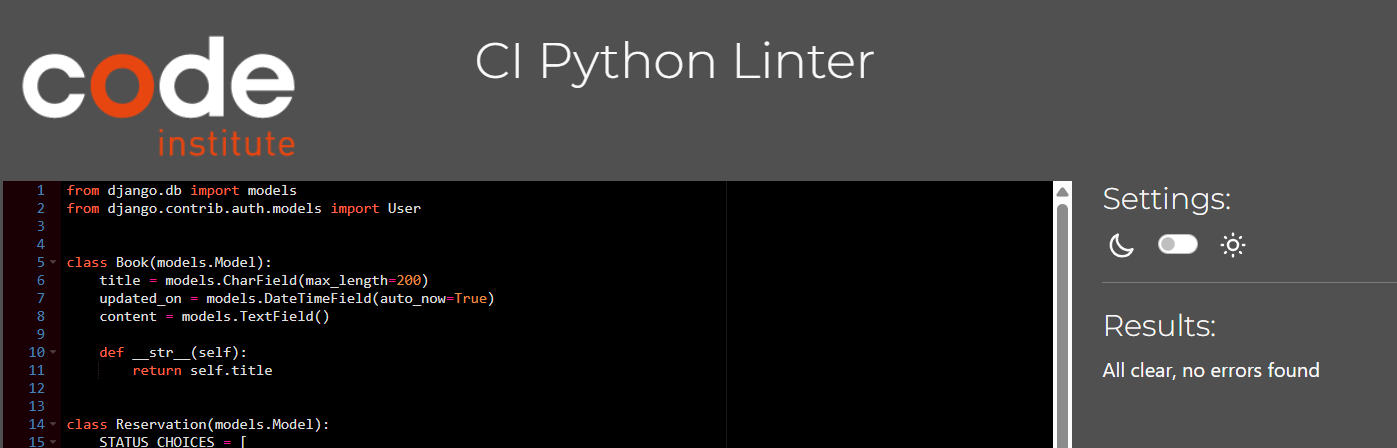 code
institute
CI Python Linter
1 from django.db import models
2 from django.contrib.auth.models import User
3
4
5 class Book(models.Model):
6     title = models.CharField(max_length=200)
7     updated_on = models.DateTimeField(auto_now=True)
8     content = models.TextField()
9
10     def __str__(self):
11         return self.title
12
13
14 class Reservation(models.Model):
15     STATUS_CHOICES = [
Settings:
Results:
All clear, no errors found